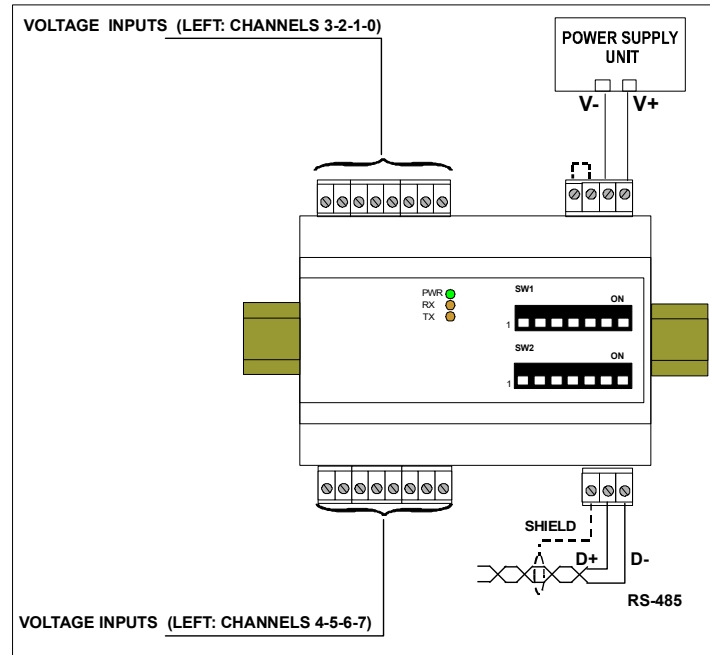 VOLTAGE INPUTS (LEFT: CHANNELS 3-2-1-0)
POWER SUPPLY
UNIT
V- V+
PWR
RX
TX
SW1
ON
1
SW2
ON
1
SHIELD
D+ D-
RS-485
VOLTAGE INPUTS (LEFT: CHANNELS 4-5-6-7)